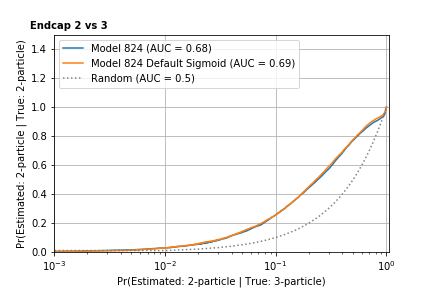 Endcap 2 vs 3
Pr(Estimated: 2-particle | True: 2-particle)
1.4
1.2
1.0
0.8
0.6
0.4
0.2
0.0
Model 824 (AUC = 0.68)
Model 824 Default Sigmoid (AUC = 0.69)
Random (AUC = 0.5)
10⁻³ 10⁻² 10⁻¹ 10⁰
Pr(Estimated: 2-particle | True: 3-particle)